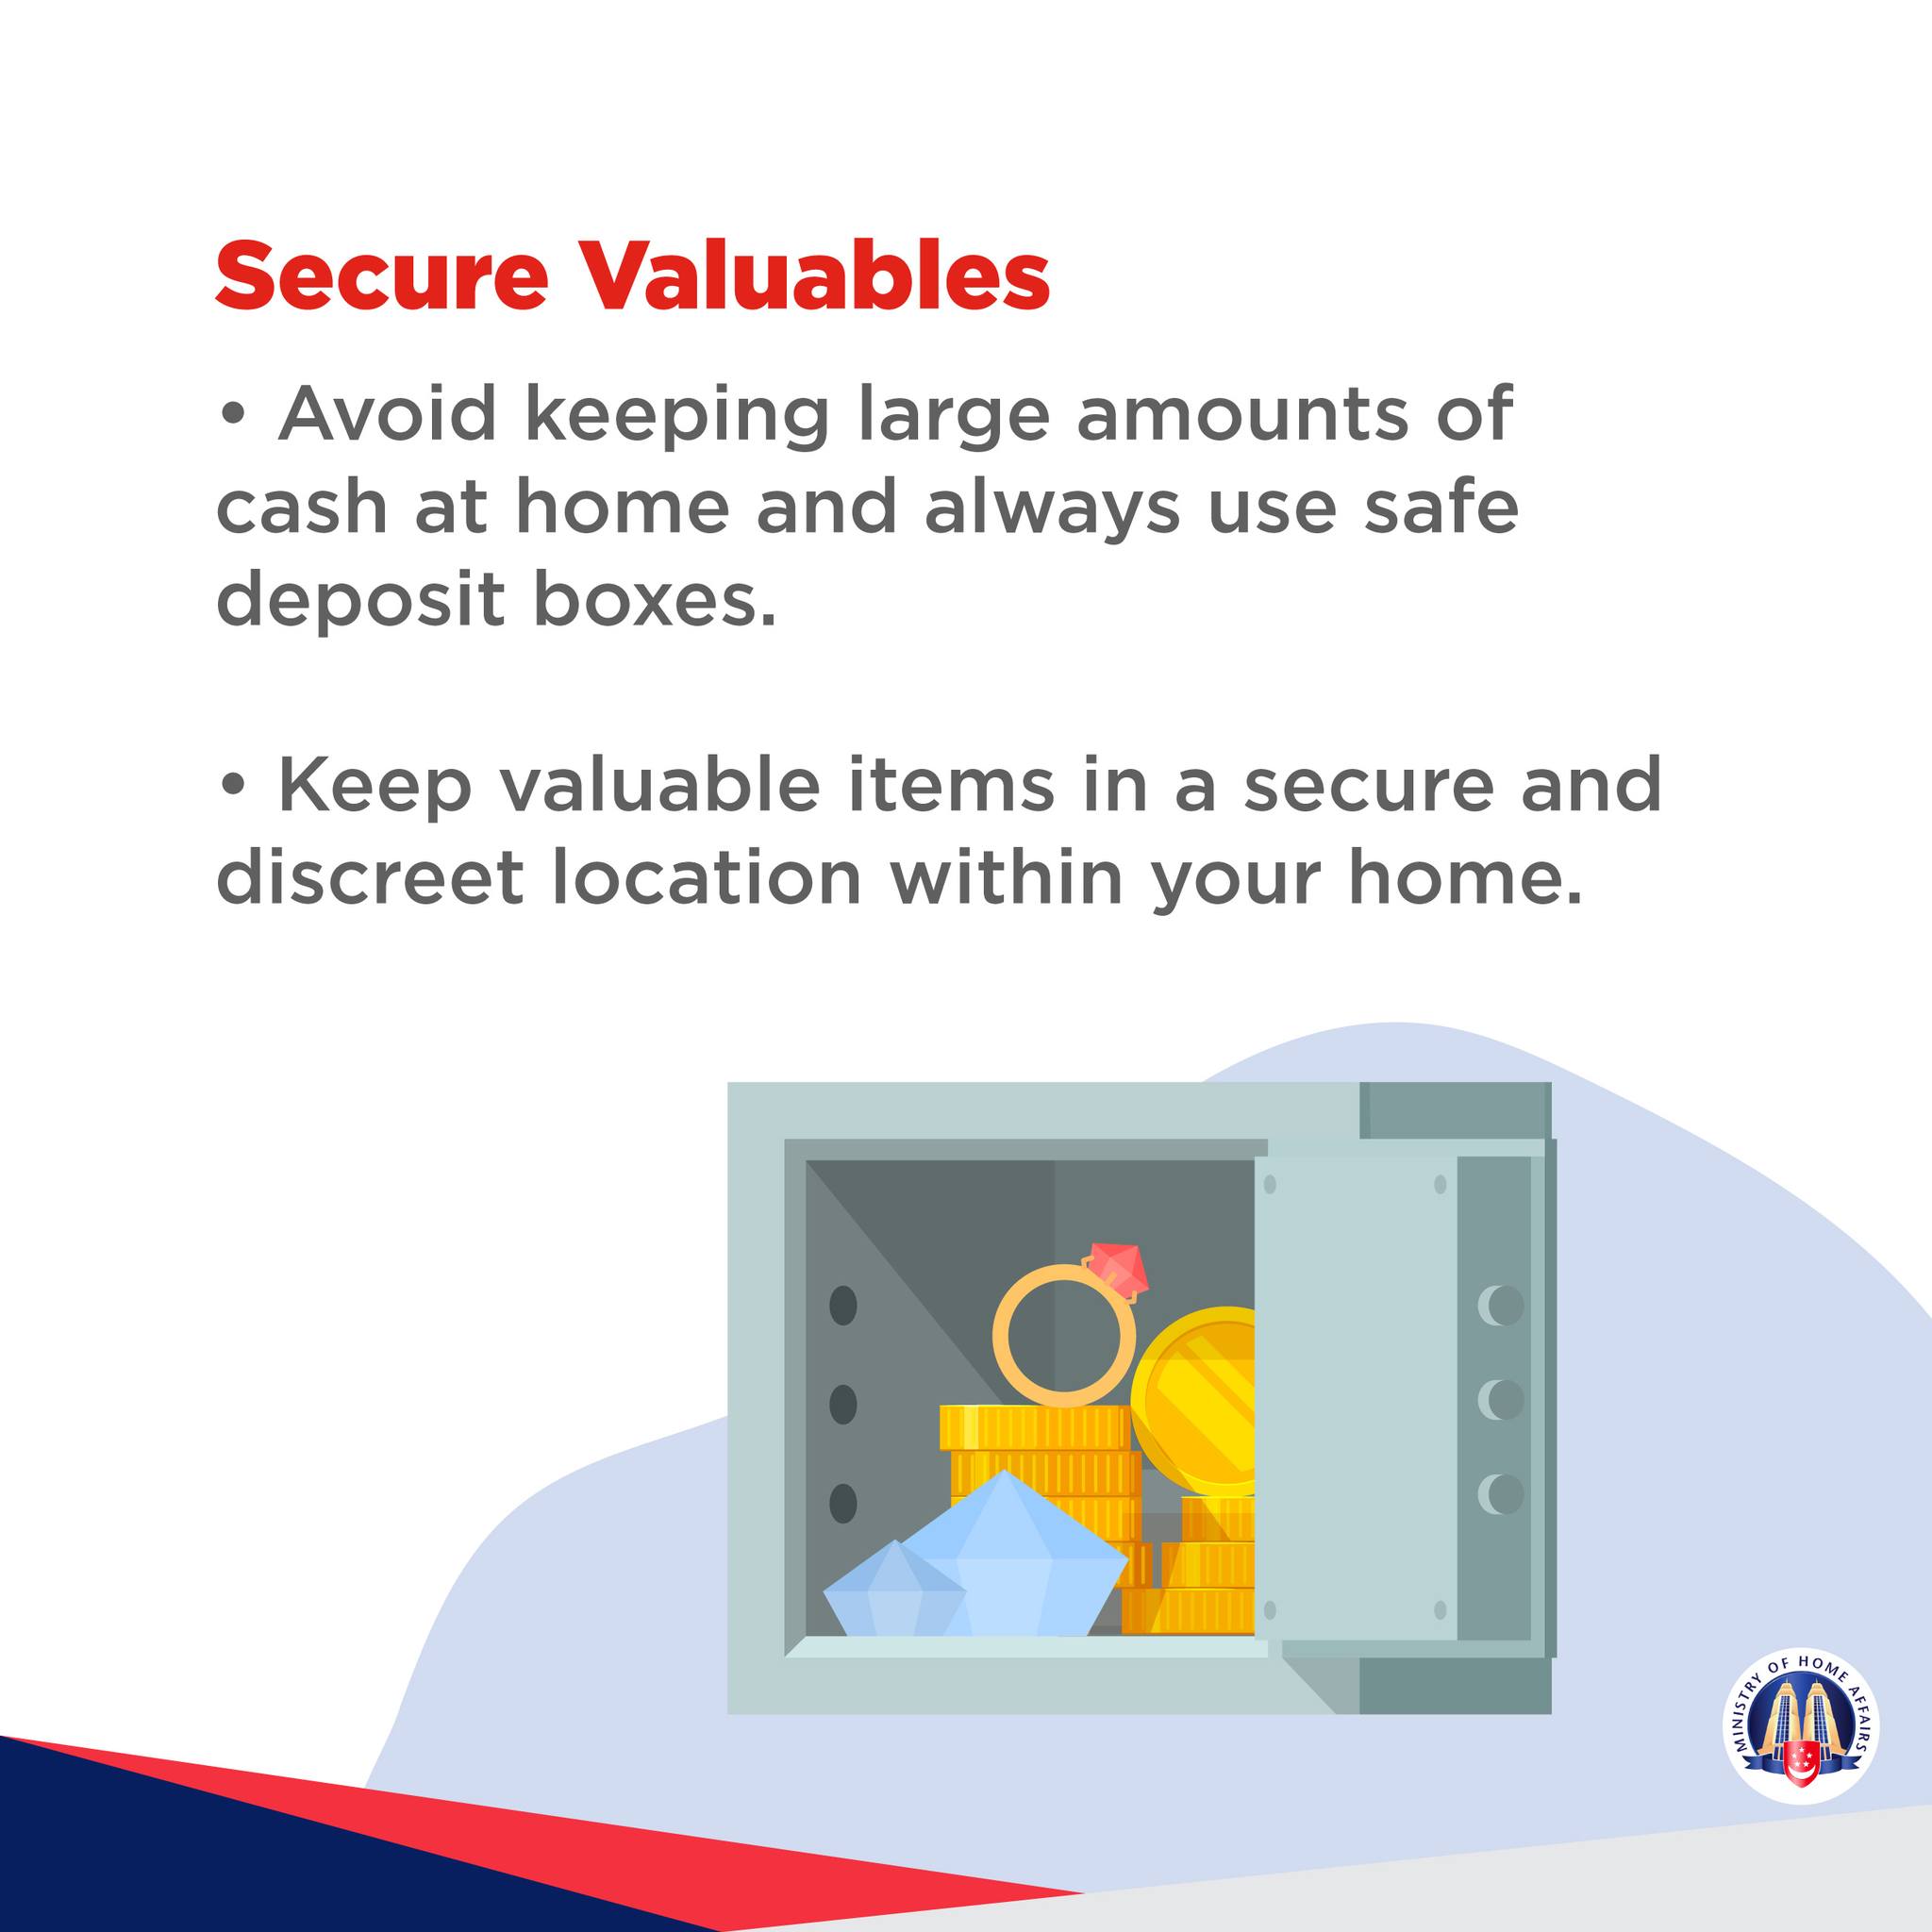 Secure Valuables
• Avoid keeping large amounts of
cash at home and always use safe
deposit boxes.
• Keep valuable items in a secure and
discreet location within your home.
MINISTRY OF HOME AFFAIRS